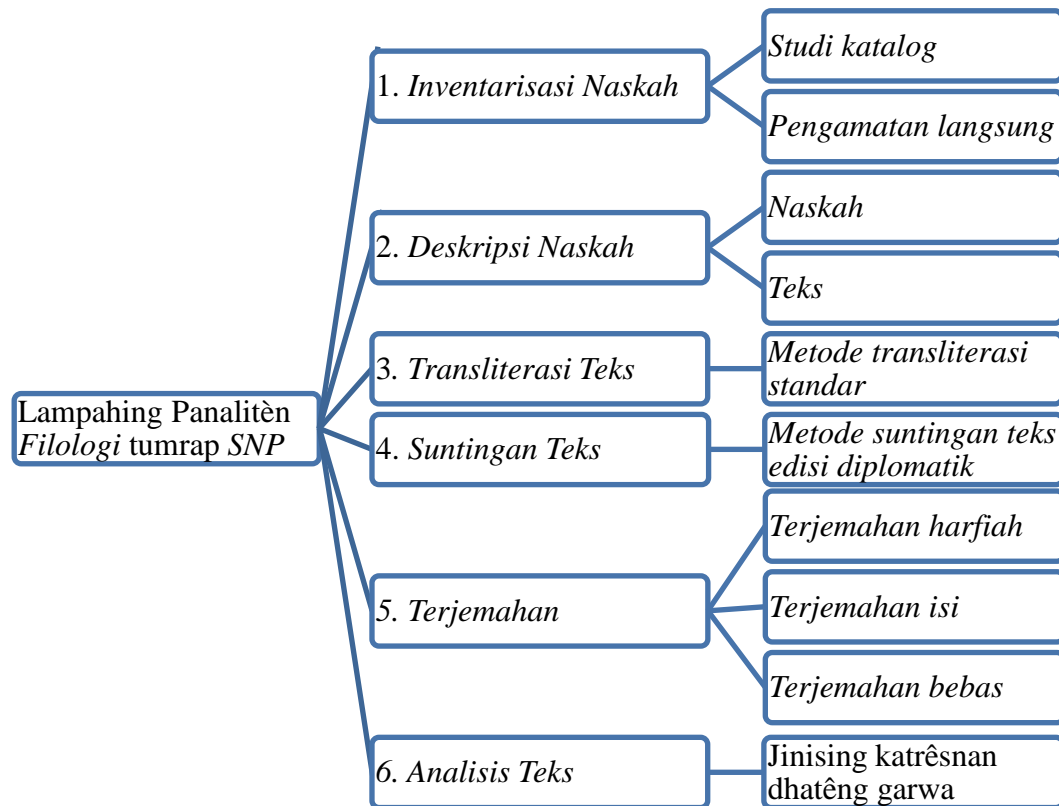 Lampahing Panalitèn
Filologi tumrap SNP
1. Inventarisasi Naskah
Studi katalog
Pengamatan langsung
2. Deskripsi Naskah
Naskah
Teks
3. Transliterasi Teks
Metode transliterasi
standar
4. Suntingan Teks
Metode suntingan teks
edisi diplomatik
5. Terjemahan
Terjemahan harfiah
Terjemahan isi
Terjemahan bebas
6. Analisis Teks
Jinising katrêsnan
dhatêng garwa